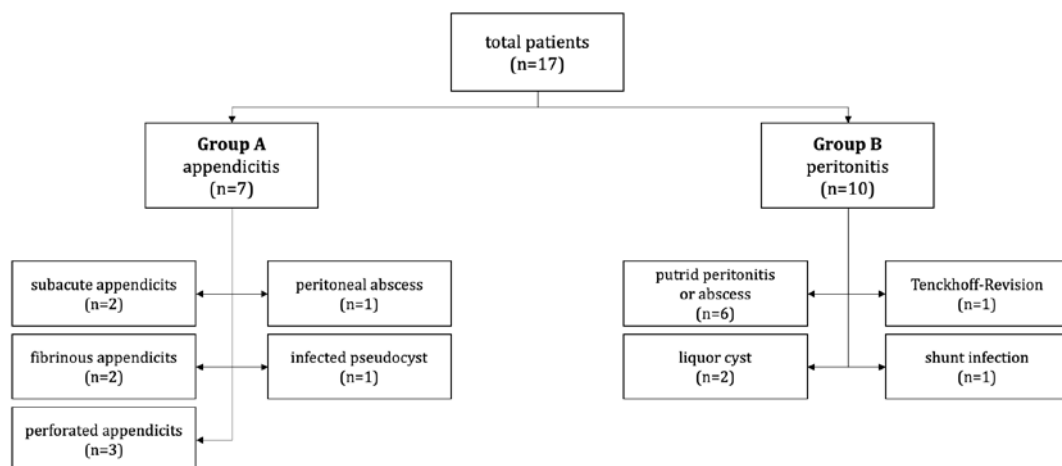 total patients
(n=17)
Group A
appendicitis
(n=7)
Group B
peritonitis
(n=10)
subacute appendicits
(n=2)
peritoneal abscess
(n=1)
fibrinous appendicits
(n=2)
infected pseudocyst
(n=1)
perforated appendicits
(n=3)
putrid peritonitis
or abscess
(n=6)
Tenckhoff-Revision
(n=1)
liquor cyst
(n=2)
shunt infection
(n=1)